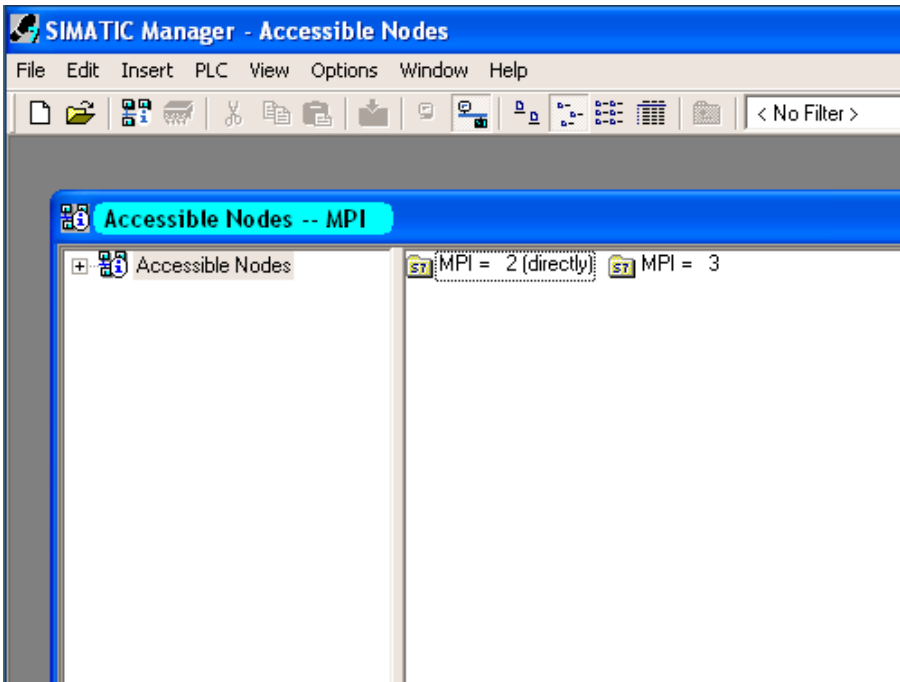 SIMATIC Manager - Accessible Nodes
File Edit Insert PLC View Options Window Help
< No Filter >
Accessible Nodes -- MPI
Accessible Nodes
MPI = 2 (directly) MPI = 3